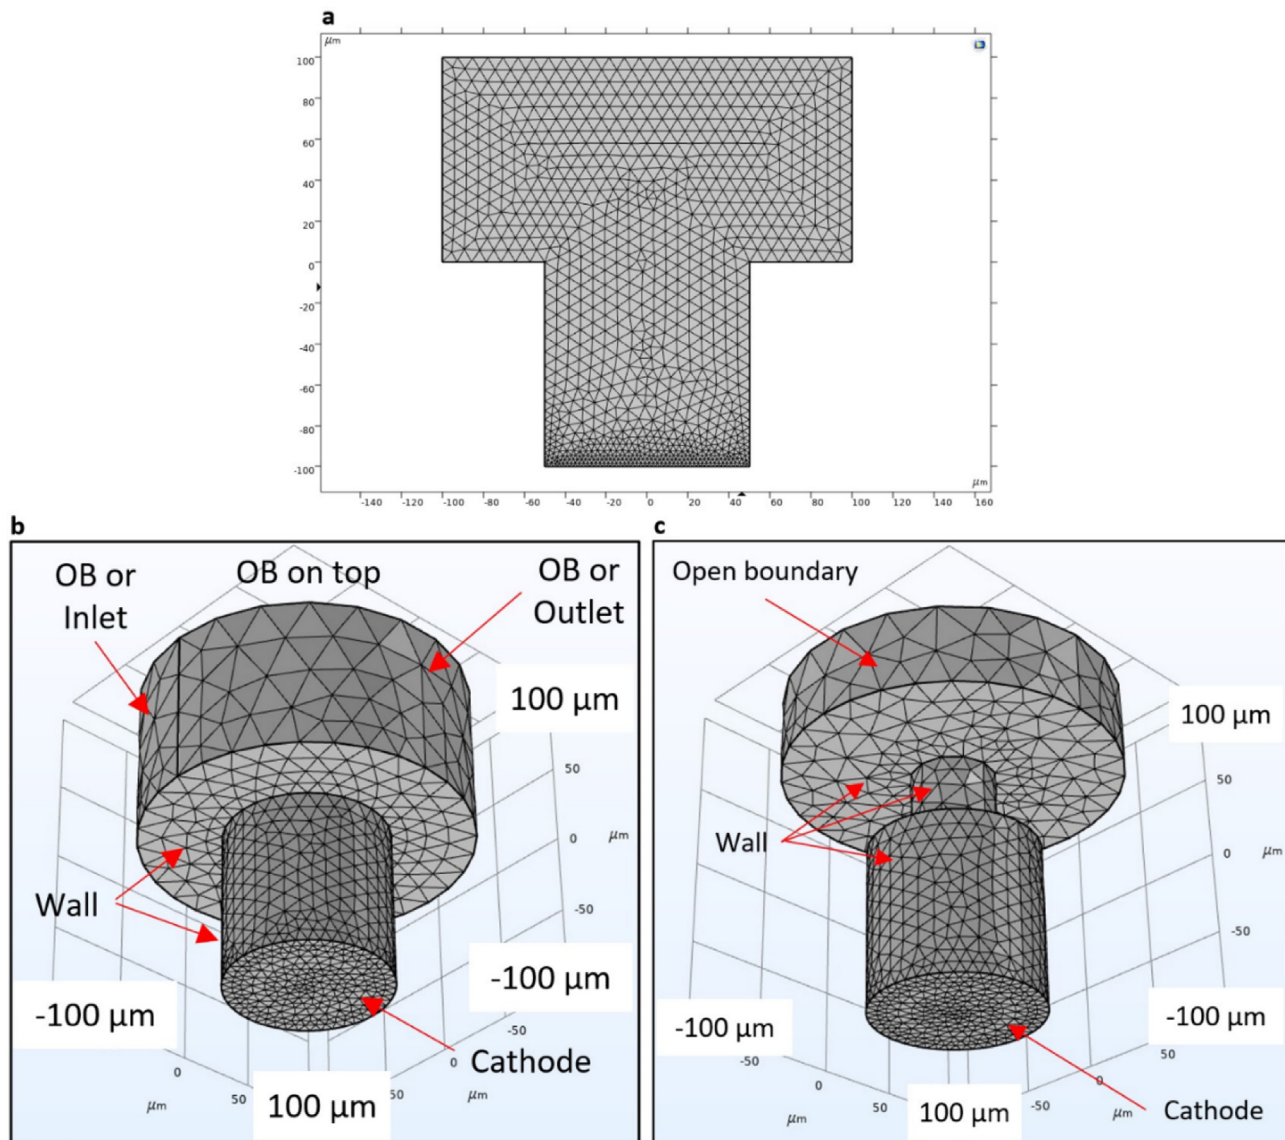 a
μm
100
80
60
40
20
0
-20
-40
-60
-80
-100
μm
-140 -120 -100 -80 -60 -40 -20 0 20 40 60 80 100 120 140 160
b
OB or
Inlet
OB on top
OB or
Outlet
100 μm
50
0
μm
-50
Wall
-100 μm
-100 μm
-50
0
0
Cathode
μm
50
100 μm
50
μm
c
Open boundary
100 μm
50
0
μm
Wall
-50
-100 μm
-50
-100 μm
50
0
0
μm
50
100 μm
-50
μm
Cathode